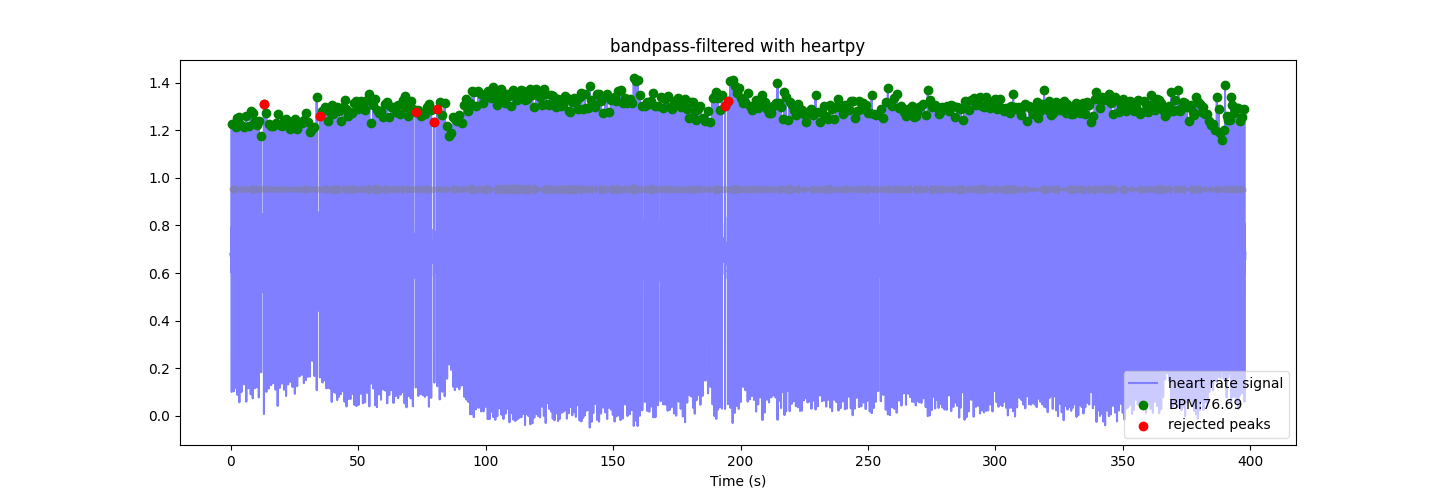 bandpass-filtered with heartpy
1.4
1.2
1.0
0.8
0.6
0.4
0.2
0.0
heart rate signal
BPM:76.69
rejected peaks
0 50 100 150 200 250 300 350 400
Time (s)